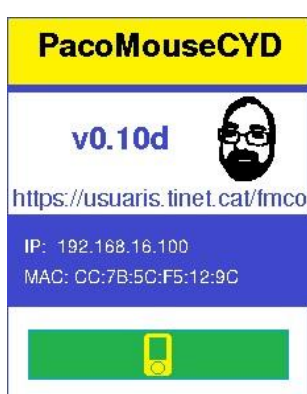 PacoMouseCYD
v0.10d
https://usuaris.tinet.cat/fmco
IP: 192.168.16.100
MAC: CC:7B:5C:F5:12:9C